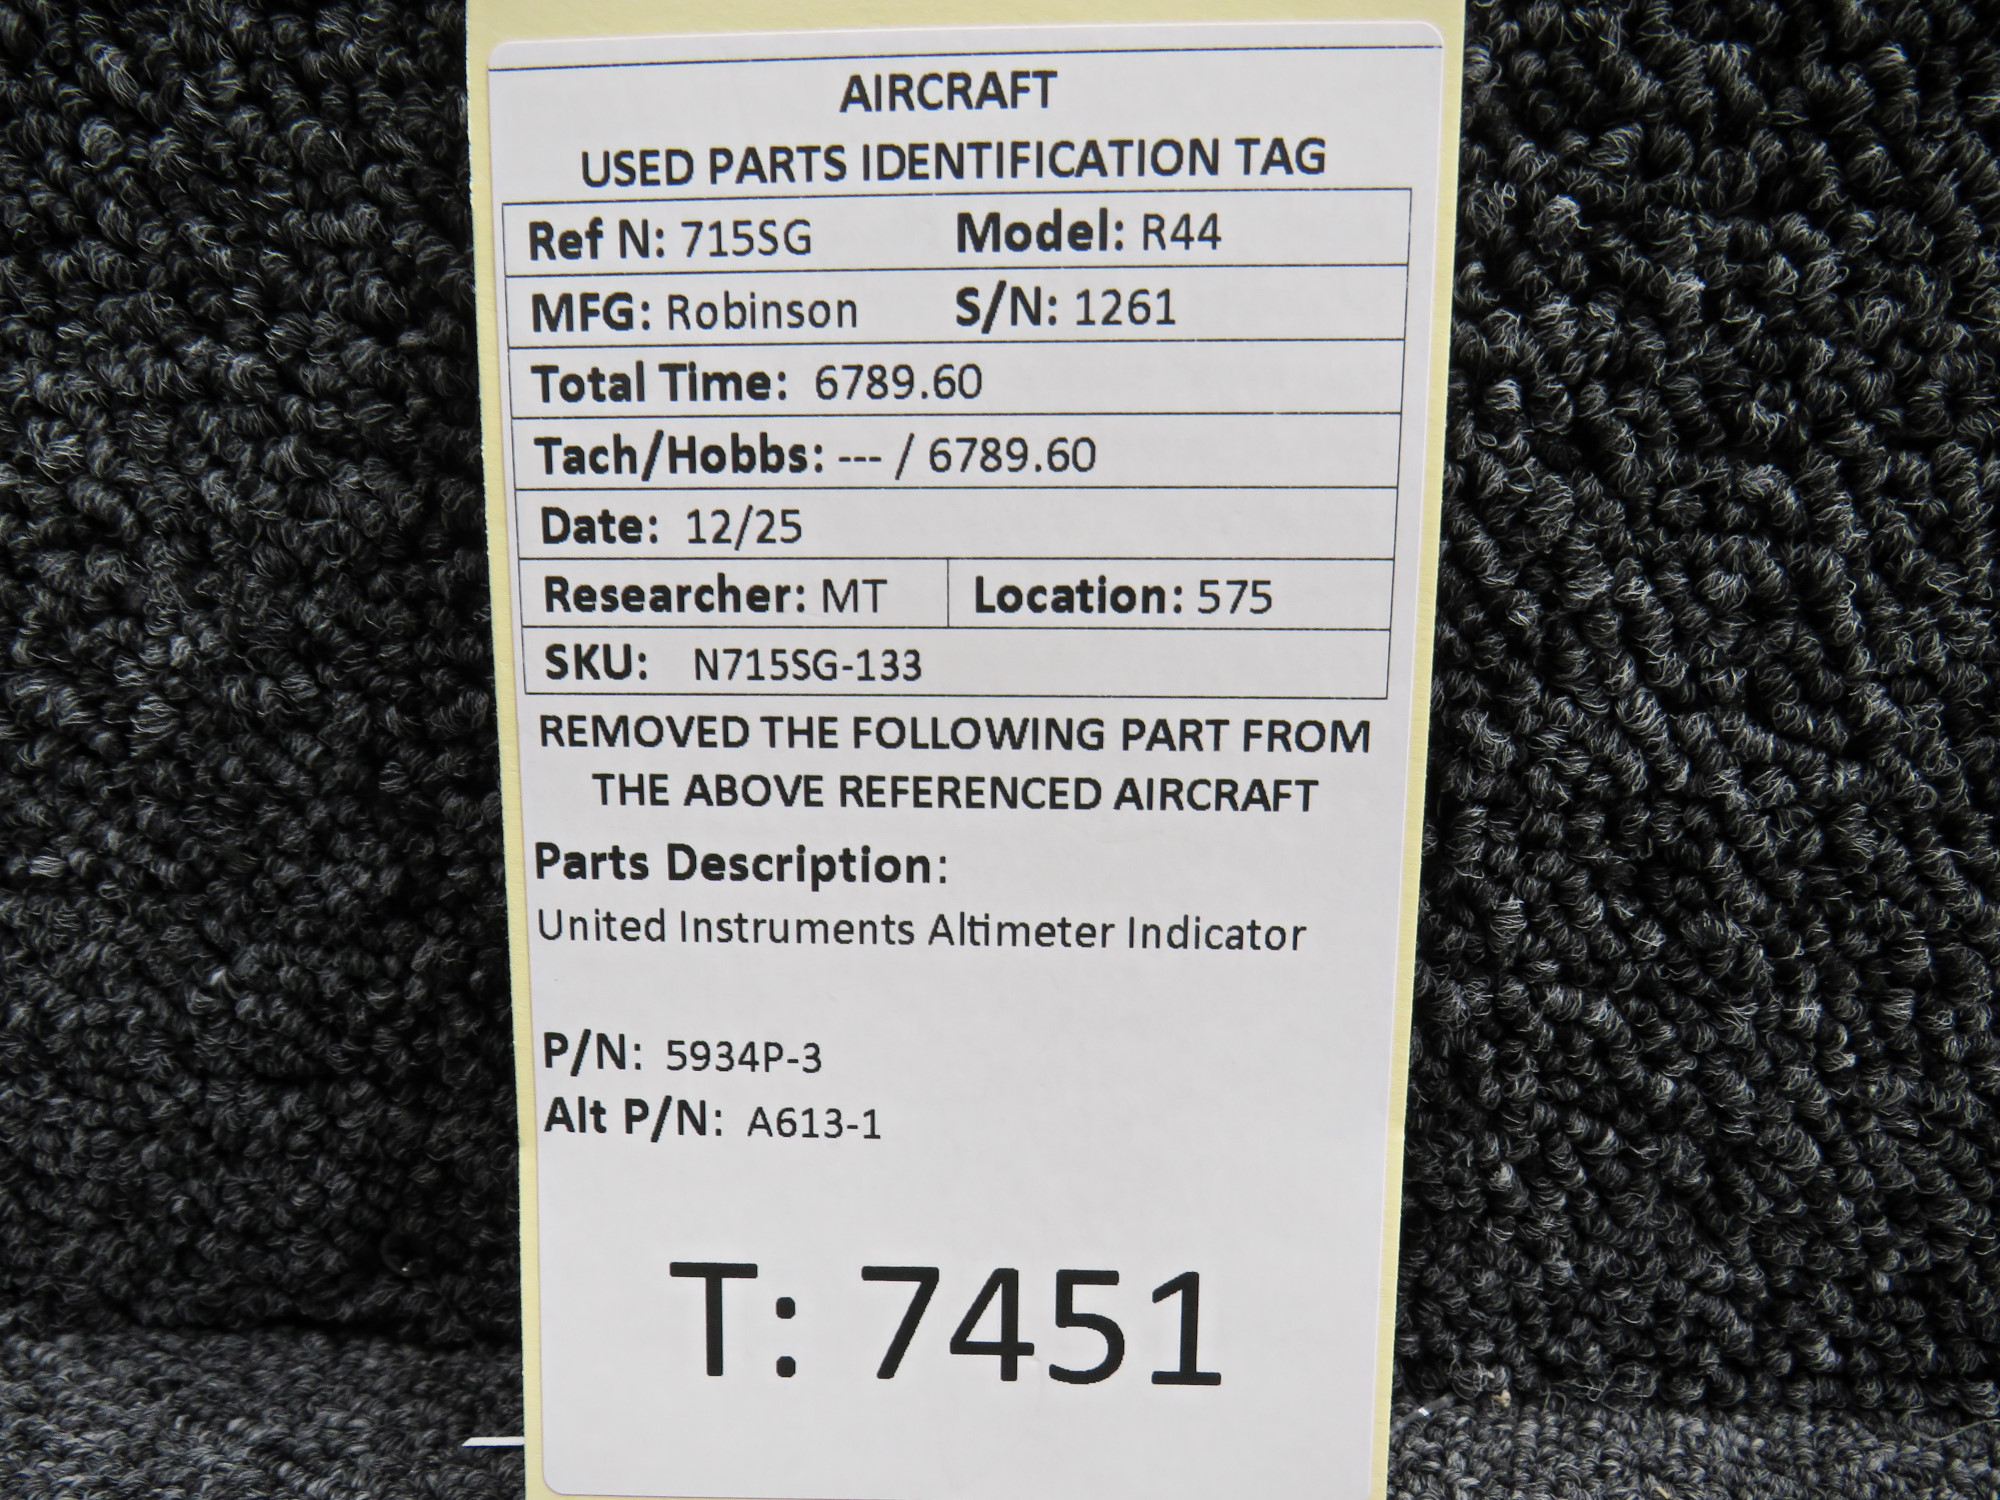 AIRCRAFT
USED PARTS IDENTIFICATION TAG
Ref N: 715SG Model: R44
MFG: Robinson S/N: 1261
Total Time: 6789.60
Tach/Hobbs: --- / 6789.60
Date: 12/25
Researcher: MT Location: 575
SKU: N715SG-133
REMOVED THE FOLLOWING PART FROM
THE ABOVE REFERENCED AIRCRAFT
Parts Description:
United Instruments Altimeter Indicator
P/N: 5934P-3
Alt P/N: A613-1
T: 7451